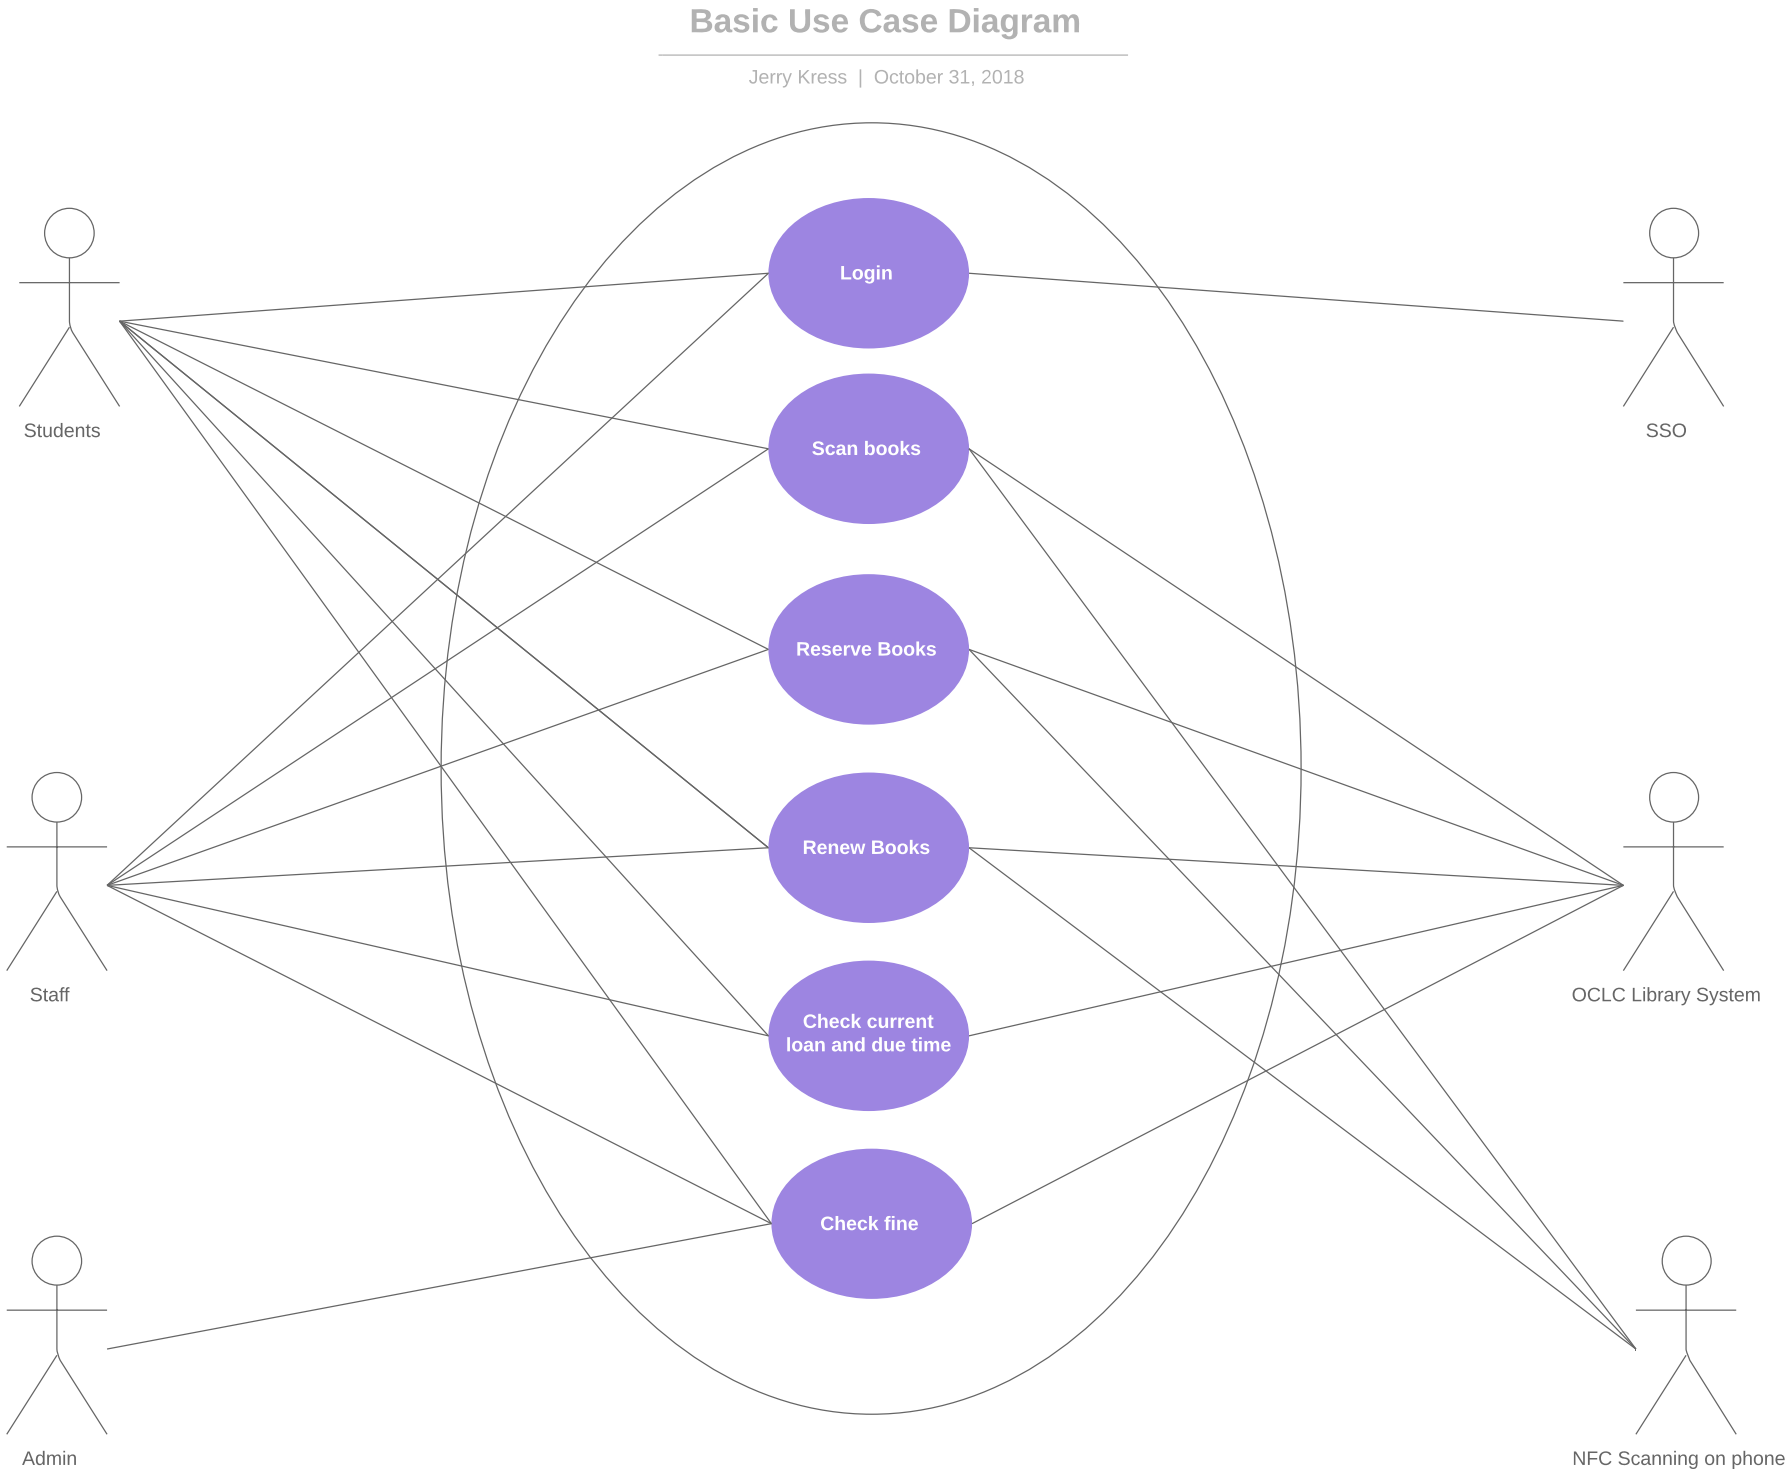 Basic Use Case Diagram
Jerry Kress | October 31, 2018
Login
Students
SSO
Scan books
Reserve Books
Renew Books
Staff
OCLC Library System
Check current
loan and due time
Check fine
Admin
NFC Scanning on phone